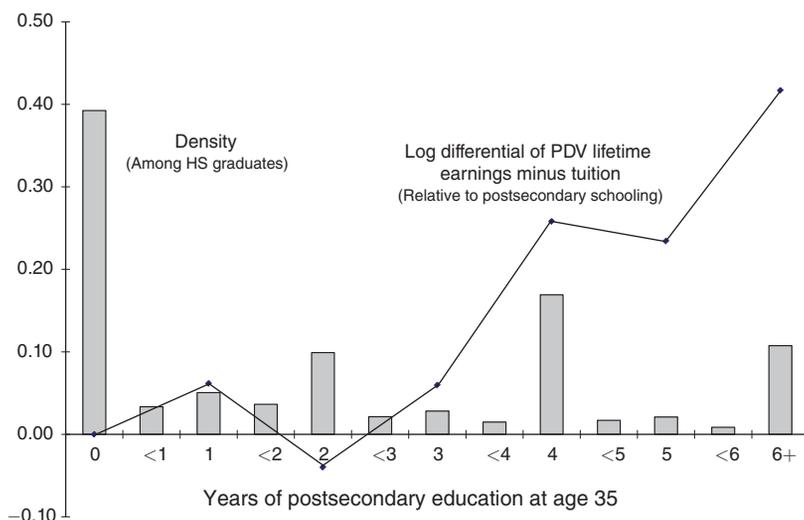 0.50
0.40
Density
(Among HS graduates)
Log differential of PDV lifetime
earnings minus tuition
(Relative to postsecondary schooling)
0.30
0.20
0.10
0.00
0 <1 1 <2 2 <3 3 <4 4 <5 5 <6 6+
Years of postsecondary education at age 35
−0.10